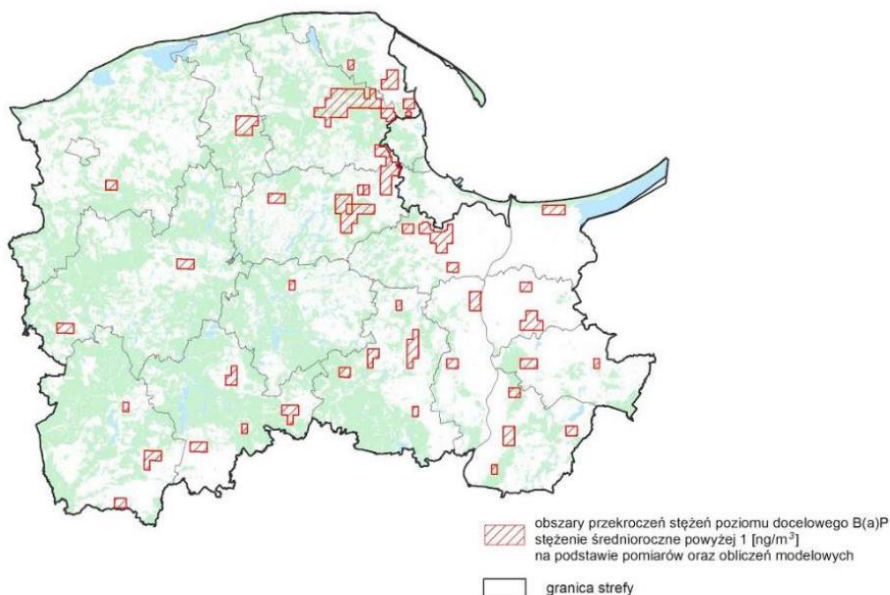 obszary przekroczeń stężeń poziomu docelowego B(a)P
stężenie średnioroczne powyżej 1 [ng/m³]
na podstawie pomiarów oraz obliczeń modelowych
granica strefy